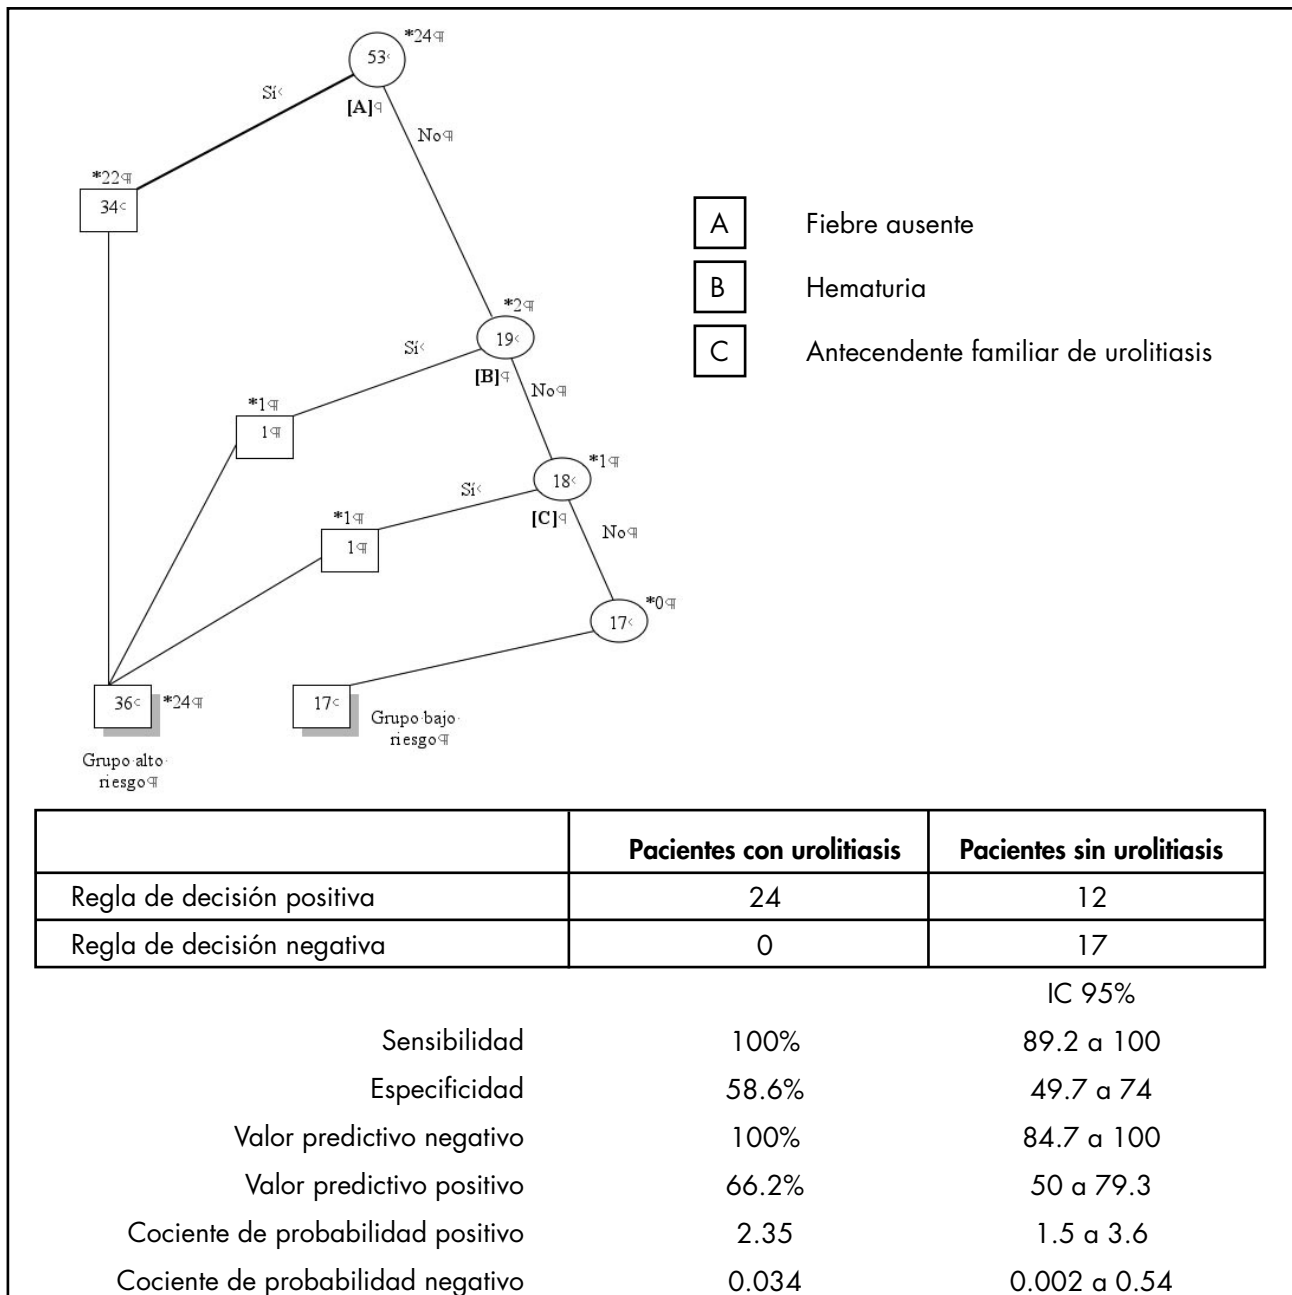 *24¶
53
Sí
[A]¶
No¶
*22¶
34
A Fiebre ausente
B Hematuria
C Antecendente familiar de urolitiasis
*2¶
19
Sí
[B]¶
No¶
*1¶
1¶
*1¶
18
Sí
[C]¶
No¶
*1¶
1¶
*0¶
17
36 *24¶
17
Grupo bajo
riesgo¶
Grupo alto
riesgo¶
Pacientes con urolitiasis Pacientes sin urolitiasis
Regla de decisión positiva 24 12
Regla de decisión negativa 0 17
IC 95%
Sensibilidad 100% 89.2 a 100
Especificidad 58.6% 49.7 a 74
Valor predictivo negativo 100% 84.7 a 100
Valor predictivo positivo 66.2% 50 a 79.3
Cociente de probabilidad positivo 2.35 1.5 a 3.6
Cociente de probabilidad negativo 0.034 0.002 a 0.54